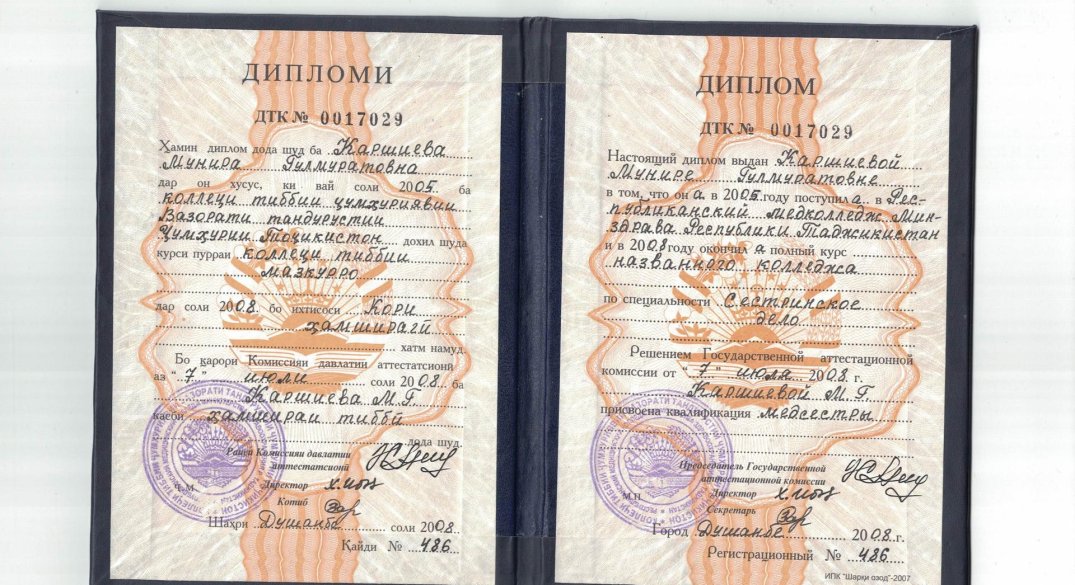 ДИПЛОМИ
ДТК № 0017029
Ҳамин диплом дода шуд ба Каршиева
Мунира Гулмуратовна
дар он хусус, ки вай соли 2005 ба
коллеҷи тиббии ҷумҳуриявии
Вазорати тандурустии
Ҷумҳурии Тоҷикистон дохил шуда
курси пурраи коллеҷи тиббии
мазкурро
дар соли 2008 бо ихтисоси Кори
ҳамширагӣ
хатм намуд.
Бо қарори Комиссияи давлатии аттестатсионӣ
аз "7" июли соли 2008 ба
Каршиева М.Г.
касби ҳамшираи тиббӣ
дода шуд.
Раиси Комиссияи давлатии
аттестатсионӣ
Ҷ.М.
Директор
Котиб
Шаҳри Душанбе соли 2008
Қайди № 486
ДИПЛОМ
ДТК № 0017029
Настоящий диплом выдан Каршиевой
Мунире Гулмуратовне
в том, что она в 2005 году поступила в Рес-
публиканский медколледж Мин-
здрава Республики Таджикистан
и в 2008 году окончила полный курс
названного колледжа
по специальности Сестринское
дело
Решением Государственной аттестационной
комиссии от "7" июля 2008 г.
Каршиевой М.Г.
присвоена квалификация медсестры
Председатель Государственной
аттестационной комиссии
М.П.
Директор
Секретарь
Город Душанбе 2008 г.
Регистрационный № 486
ИПК "Шарқи озод"-2007